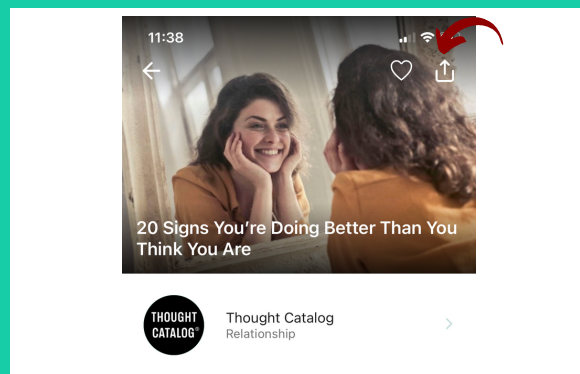 11:38
20 Signs You're Doing Better Than You
Think You Are
THOUGHT
CATALOG®
Thought Catalog
Relationship